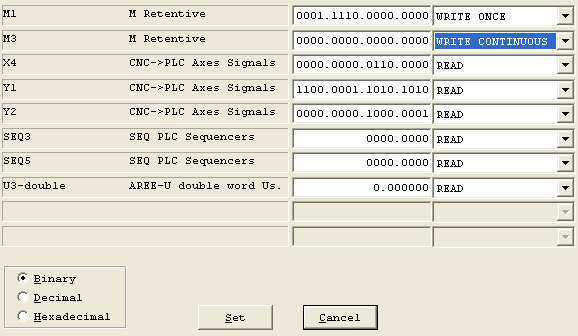 M1 M Retentive 0001.1110.0000.0000 WRITE ONCE
M3 M Retentive 0000.0000.0000.0000 WRITE CONTINUOUS
X4 CNC->PLC Axes Signals 0000.0000.0110.0000 READ
Y1 CNC->PLC Axes Signals 1100.0001.1010.1010 READ
Y2 CNC->PLC Axes Signals 0000.0000.1000.0001 READ
SEQ3 SEQ PLC Sequencers 0000.0000 READ
SEQ5 SEQ PLC Sequencers 0000.0000 READ
U3-double AREE-U double word Us. 0.000000 READ
Binary
Decimal
Hexadecimal
Set Cancel